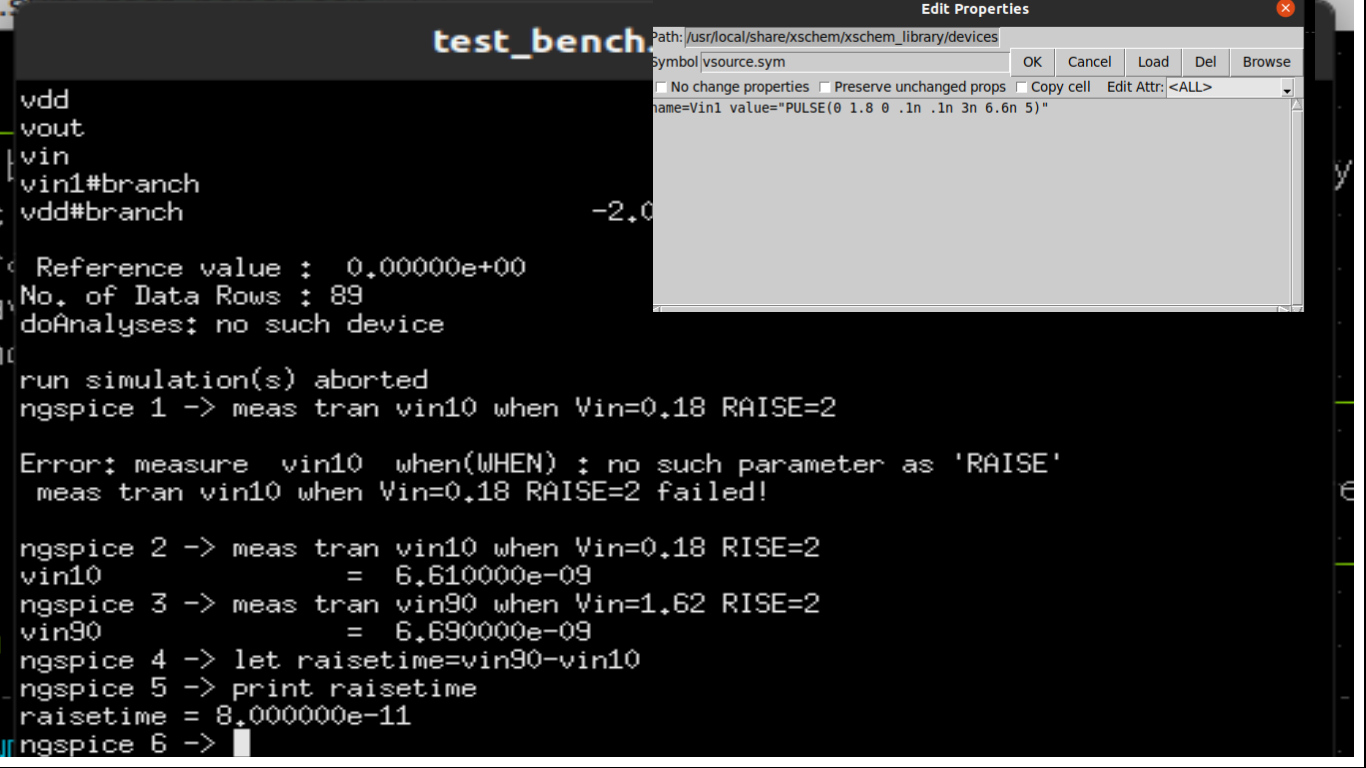 test_bench.
Edit Properties
Path: /usr/local/share/xschem/xschem_library/devices
Symbol vsource.sym OK Cancel Load Del Browse
No change properties Preserve unchanged props Copy cell Edit Attr: <ALL>
name=Vin1 value="PULSE(0 1.8 0 .1n .1n 3n 6.6n 5)"
vdd
vout
vin
vin1#branch
vdd#branch -2.0
Reference value : 0.00000e+00
No. of Data Rows : 89
doAnalyses: no such device
run simulation(s) aborted
ngspice 1 -> meas tran vin10 when Vin=0.18 RAISE=2
Error: measure vin10 when(WHEN) : no such parameter as 'RAISE'
meas tran vin10 when Vin=0.18 RAISE=2 failed!
ngspice 2 -> meas tran vin10 when Vin=0.18 RISE=2
vin10 = 6.610000e-09
ngspice 3 -> meas tran vin90 when Vin=1.62 RISE=2
vin90 = 6.690000e-09
ngspice 4 -> let raisetime=vin90-vin10
ngspice 5 -> print raisetime
raisetime = 8.000000e-11
ngspice 6 ->